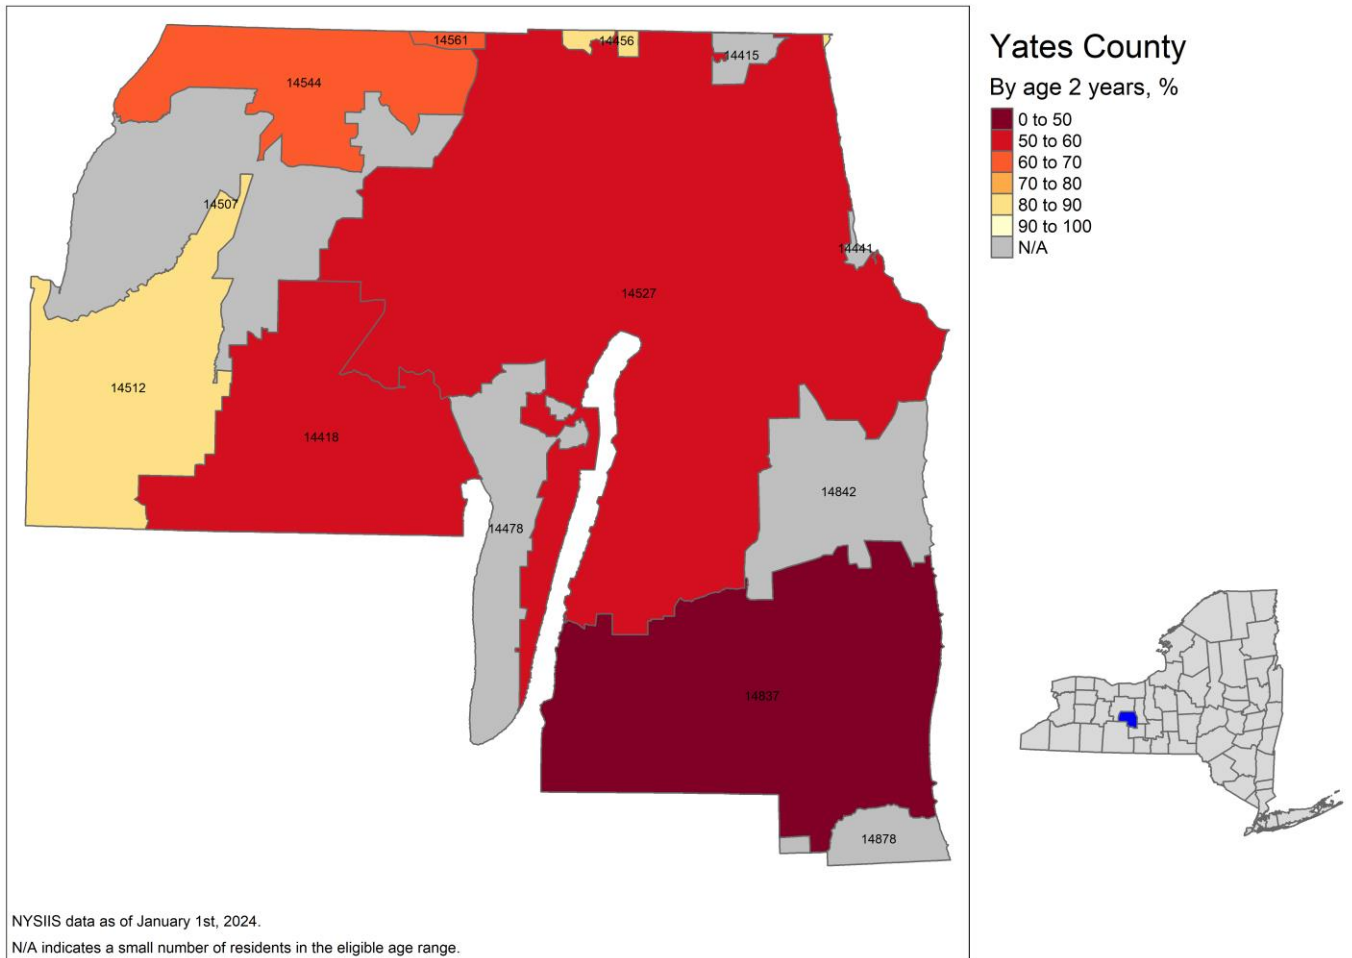 Yates County
By age 2 years, %
0 to 50
50 to 60
60 to 70
70 to 80
80 to 90
90 to 100
N/A
14561
14456
14415
14544
14507
14441
14527
14512
14418
14842
14478
14837
14878
NYSIIS data as of January 1st, 2024.
N/A indicates a small number of residents in the eligible age range.